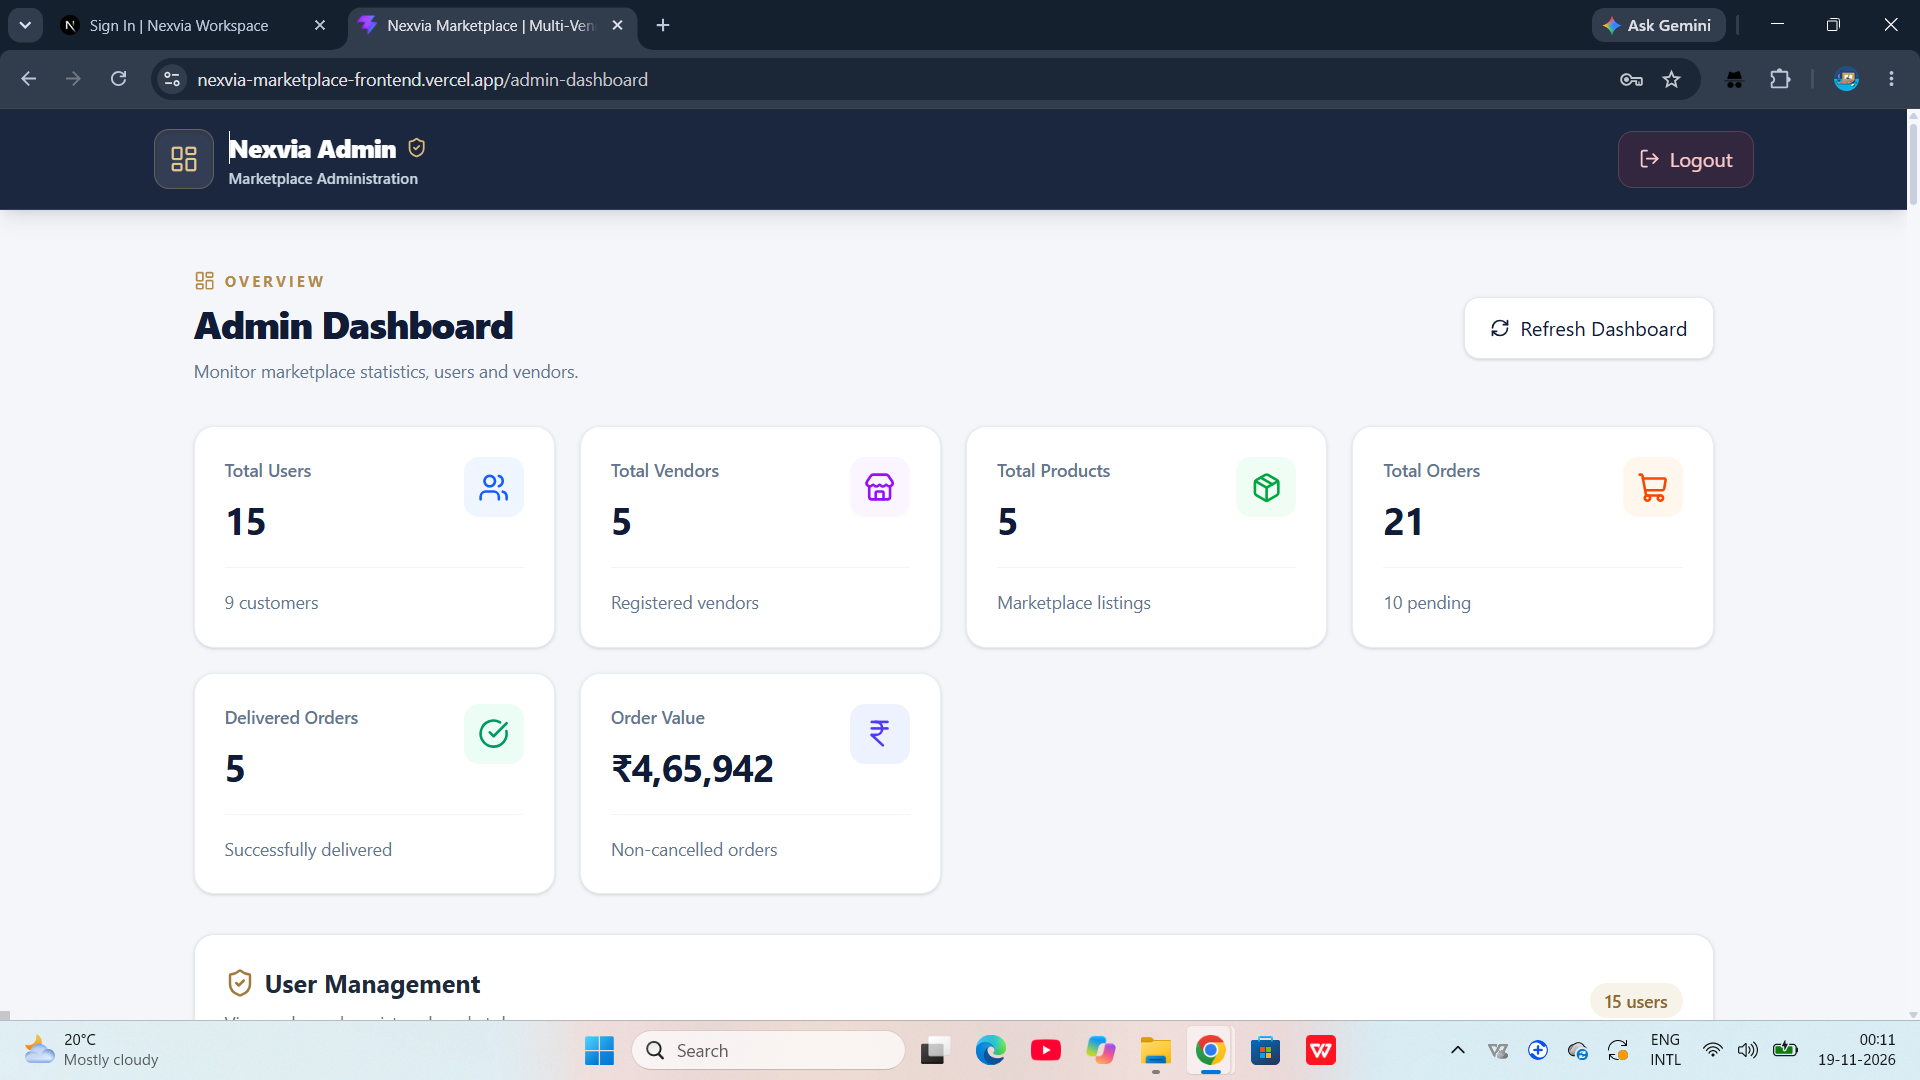 Sign In | Nexvia Workspace
Nexvia Marketplace | Multi-Ven
Ask Gemini
nexvia-marketplace-frontend.vercel.app/admin-dashboard
Nexvia Admin
Marketplace Administration
Logout
OVERVIEW
Admin Dashboard
Monitor marketplace statistics, users and vendors.
Refresh Dashboard
Total Users
15
9 customers
Total Vendors
5
Registered vendors
Total Products
5
Marketplace listings
Total Orders
21
10 pending
Delivered Orders
5
Successfully delivered
Order Value
₹4,65,942
Non-cancelled orders
User Management
15 users
20°C
Mostly cloudy
Search
ENG
INTL
00:11
19-11-2026